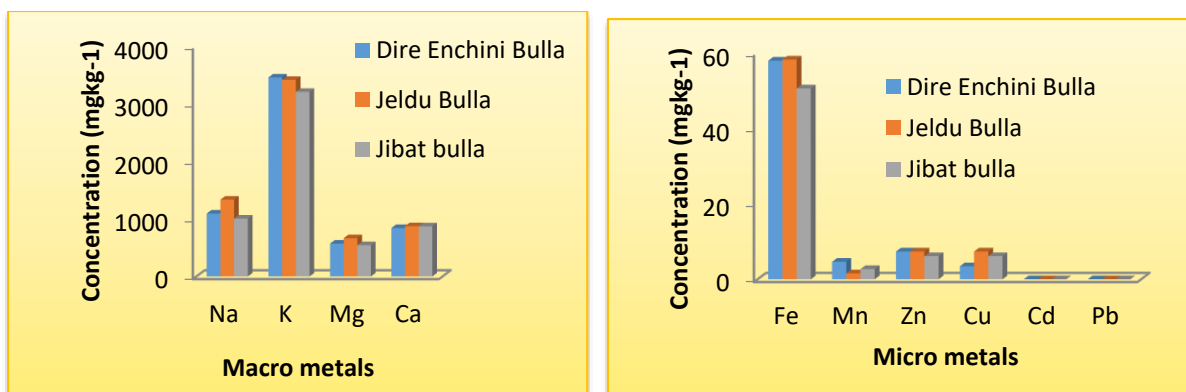 Concentration (mgkg-1)
4000
3000
2000
1000
0
Dire Enchini Bulla
Jeldu Bulla
Jibat bulla
Na K Mg Ca
Macro metals
Concentration (mgkg-1)
60
40
20
0
Dire Enchini Bulla
Jeldu Bulla
Jibat bulla
Fe Mn Zn Cu Cd Pb
Micro metals